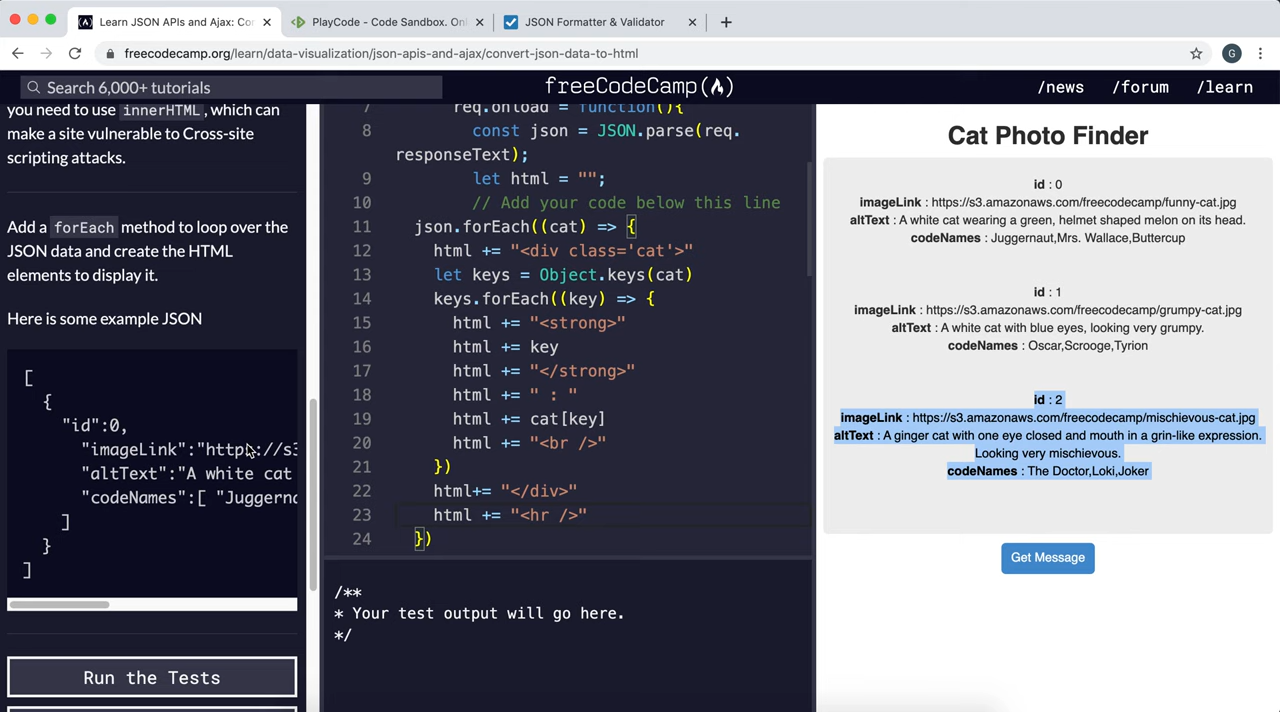 Learn JSON APIs and Ajax: Co
PlayCode - Code Sandbox. Onl
JSON Formatter & Validator
freecodecamp.org/learn/data-visualization/json-apis-and-ajax/convert-json-data-to-html
G
Search 6,000+ tutorials
freeCodeCamp
/news
/forum
/learn
you need to use innerHTML, which can
make a site vulnerable to Cross-site
scripting attacks.
Add a forEach method to loop over the
JSON data and create the HTML
elements to display it.
Here is some example JSON
[
{
"id":0,
"imageLink":"https://s3
"altText":"A white cat
"codeNames":[ "Juggerna
]
}
]
Run the Tests
7 req.onload = function(){
8 const json = JSON.parse(req.
responseText);
9 let html = "";
10 // Add your code below this line
11 json.forEach((cat) => {
12 html += "<div class='cat'>"
13 let keys = Object.keys(cat)
14 keys.forEach((key) => {
15 html += "<strong>"
16 html += key
17 html += "</strong>"
18 html += " : "
19 html += cat[key]
20 html += "<br />"
21 })
22 html+= "</div>"
23 html += "<hr />"
24 })
/**
* Your test output will go here.
*/
Cat Photo Finder
id : 0
imageLink : https://s3.amazonaws.com/freecodecamp/funny-cat.jpg
altText : A white cat wearing a green, helmet shaped melon on its head.
codeNames : Juggernaut,Mrs. Wallace,Buttercup
id : 1
imageLink : https://s3.amazonaws.com/freecodecamp/grumpy-cat.jpg
altText : A white cat with blue eyes, looking very grumpy.
codeNames : Oscar,Scrooge,Tyrion
id : 2
imageLink : https://s3.amazonaws.com/freecodecamp/mischievous-cat.jpg
altText : A ginger cat with one eye closed and mouth in a grin-like expression.
Looking very mischievous.
codeNames : The Doctor,Loki,Joker
Get Message